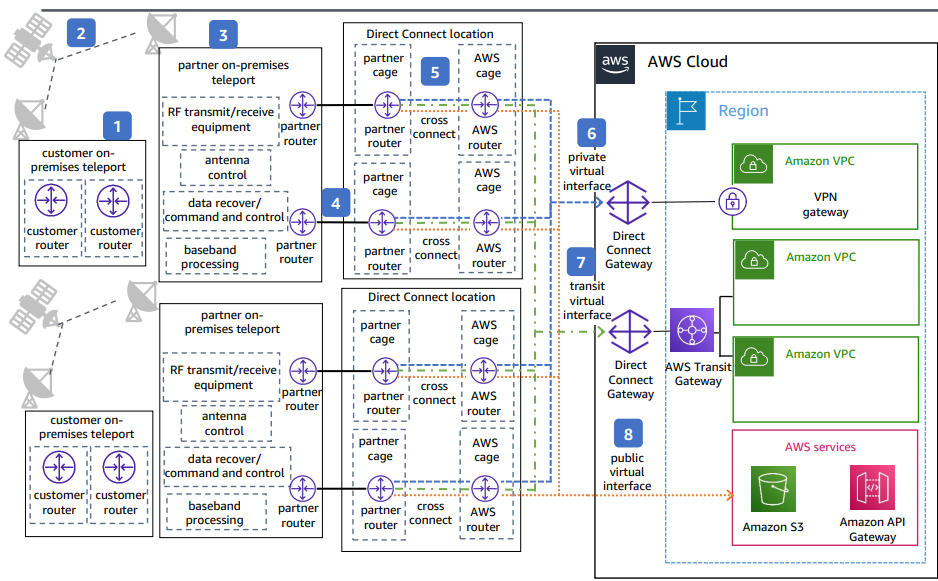 1
customer on-
premises teleport
customer
router
customer
router
2
3
partner on-premises
teleport
RF transmit/receive
equipment
antenna
control
data recover/
command and control
baseband
processing
partner
router
partner
router
4
Direct Connect location
partner
cage
5
AWS
cage
partner
router
cross
connect
AWS
router
partner
cage
AWS
cage
partner
router
cross
connect
AWS
router
customer on-
premises teleport
customer
router
customer
router
partner on-
premises teleport
RF transmit/receive
equipment
antenna
control
data recover/
command and control
baseband
processing
partner
router
partner
router
Direct Connect location
partner
cage
AWS
cage
partner
router
cross
connect
AWS
router
partner
cage
AWS
cage
partner
router
cross
connect
AWS
router
aws
AWS Cloud
Region
6
private
virtual
interface
Direct
Connect
Gateway
7
transit
virtual
interface
Direct
Connect
Gateway
AWS Transit
Gateway
8
public
virtual
interface
Amazon VPC
VPN
gateway
Amazon VPC
Amazon VPC
AWS services
Amazon S3
Amazon API
Gateway